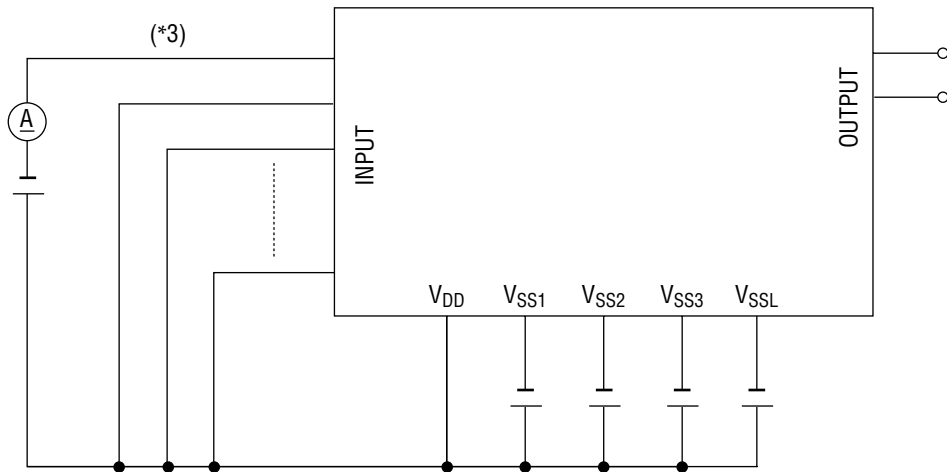 (*3)
A
INPUT
OUTPUT
VDD VSS1 VSS2 VSS3 VSSL